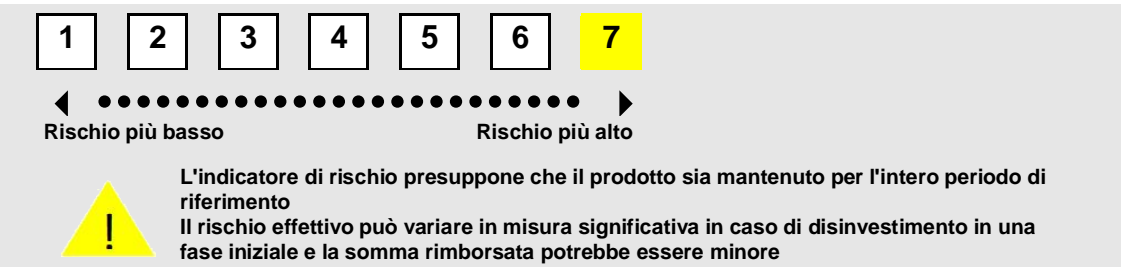 1 2 3 4 5 6 7
Rischio più basso Rischio più alto
L'indicatore di rischio presuppone che il prodotto sia mantenuto per l'intero periodo di
riferimento
Il rischio effettivo può variare in misura significativa in caso di disinvestimento in una
fase iniziale e la somma rimborsata potrebbe essere minore
!